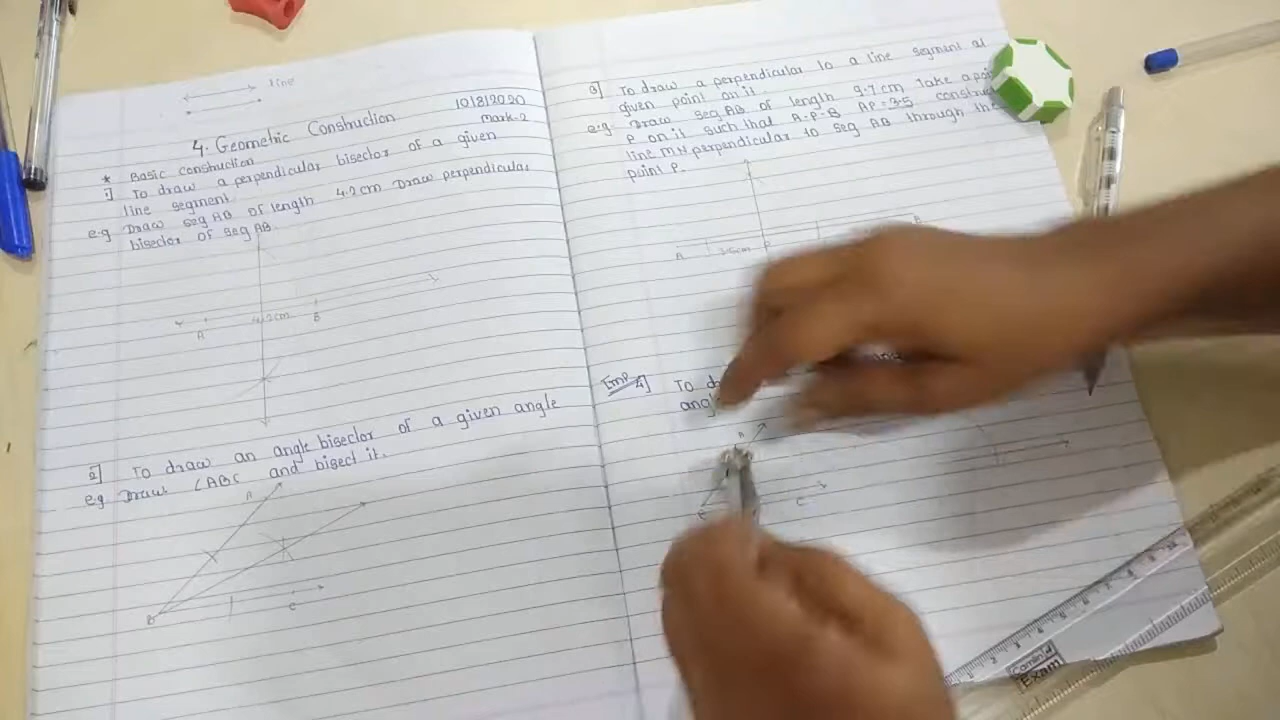 line
10/8/2020
4. Geometric Construction
Mark-2
* Basic construction
1] To draw a perpendicular bisector of a given
line segment
e.g Draw seg AB of length 4.2 cm Draw perpendicular
bisector of seg AB.
A 4.2cm B
2] To draw an angle bisector of a given angle
e.g Draw ∠ABC and bisect it.
A
B
C
3] To draw a perpendicular to a line segment at
given point on it
e.g. Draw seg AB of length 9.7 cm Take a poin
P on it such that A-P-B AP=3.5 construct
line MN perpendicular to seg AB through the
point P.
A 3.5cm P B
Imp 4] To
angle
A
B C
Camel
Exam